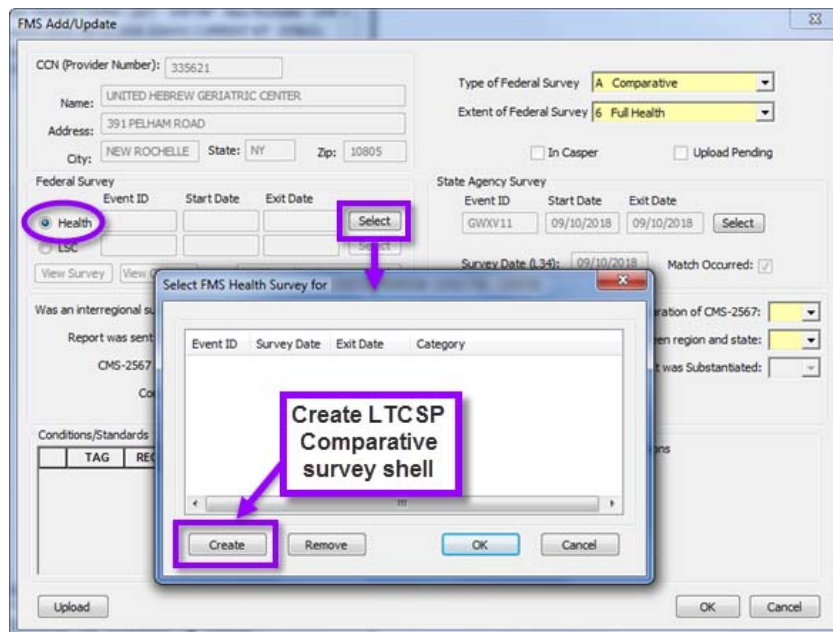 FMS Add/Update
CCN (Provider Number): 335621
Name: UNITED HEBREW GERIATRIC CENTER
Address: 391 PELHAM ROAD
City: NEW ROCHELLE State: NY Zip: 10805
Type of Federal Survey A Comparative
Extent of Federal Survey 6 Full Health
In Casper Upload Pending
Federal Survey
Event ID Start Date Exit Date
Health Select
LSC Select
View Survey View
State Agency Survey
Event ID Start Date Exit Date
GWXV11 09/10/2018 09/10/2018 Select
Survey Date (L34): 09/10/2018 Match Occurred:
Was an interregional su
Report was sent
CMS-2567
Co
ration of CMS-2567:
en region and state:
t was Substantiated:
Conditions/Standards
TAG REG
ons
Select FMS Health Survey for
Event ID Survey Date Exit Date Category
Create LTCSP
Comparative
survey shell
Create Remove OK Cancel
Upload OK Cancel